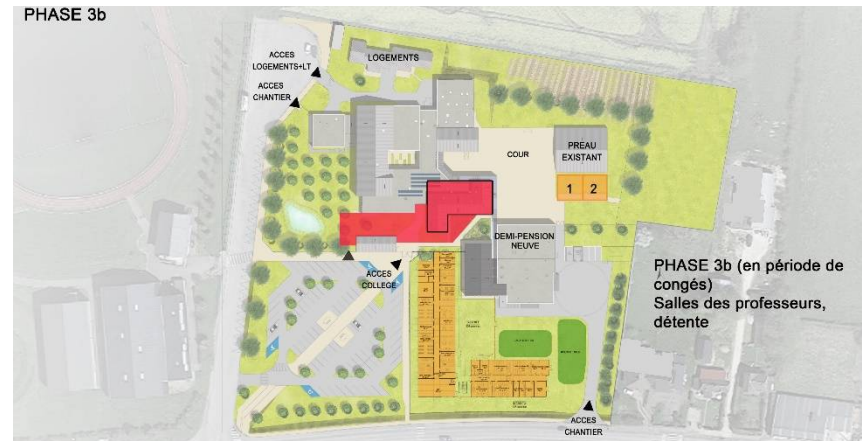 PHASE 3b
ACCES
LOGEMENTS+LT
LOGEMENTS
ACCES
CHANTIER
COUR
PREAU
EXISTANT
1 2
DEMI-PENSION
NEUVE
ACCES
COLLEGE
PHASE 3b (en période de
congés)
Salles des professeurs,
détente
ACCES
CHANTIER